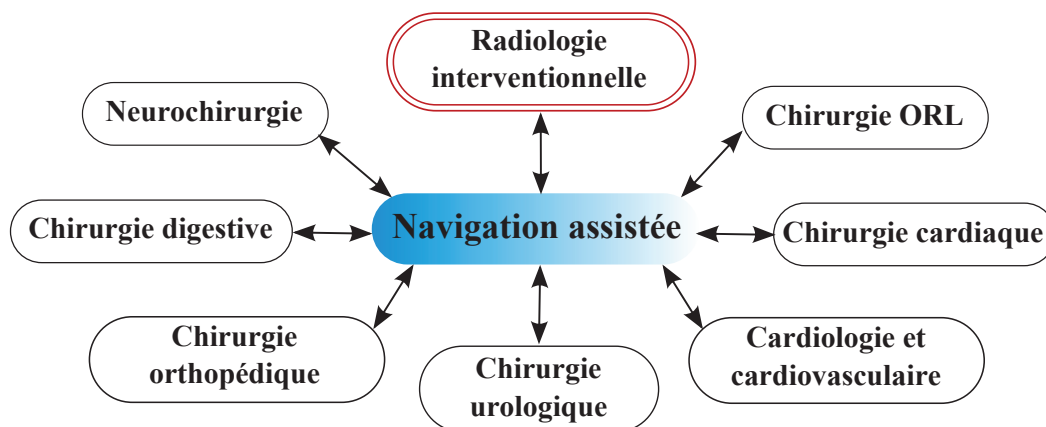 Radiologie
interventionnelle
Neurochirurgie
Chirurgie ORL
Chirurgie digestive
Navigation assistée
Chirurgie cardiaque
Chirurgie
orthopédique
Chirurgie
urologique
Cardiologie et
cardiovasculaire